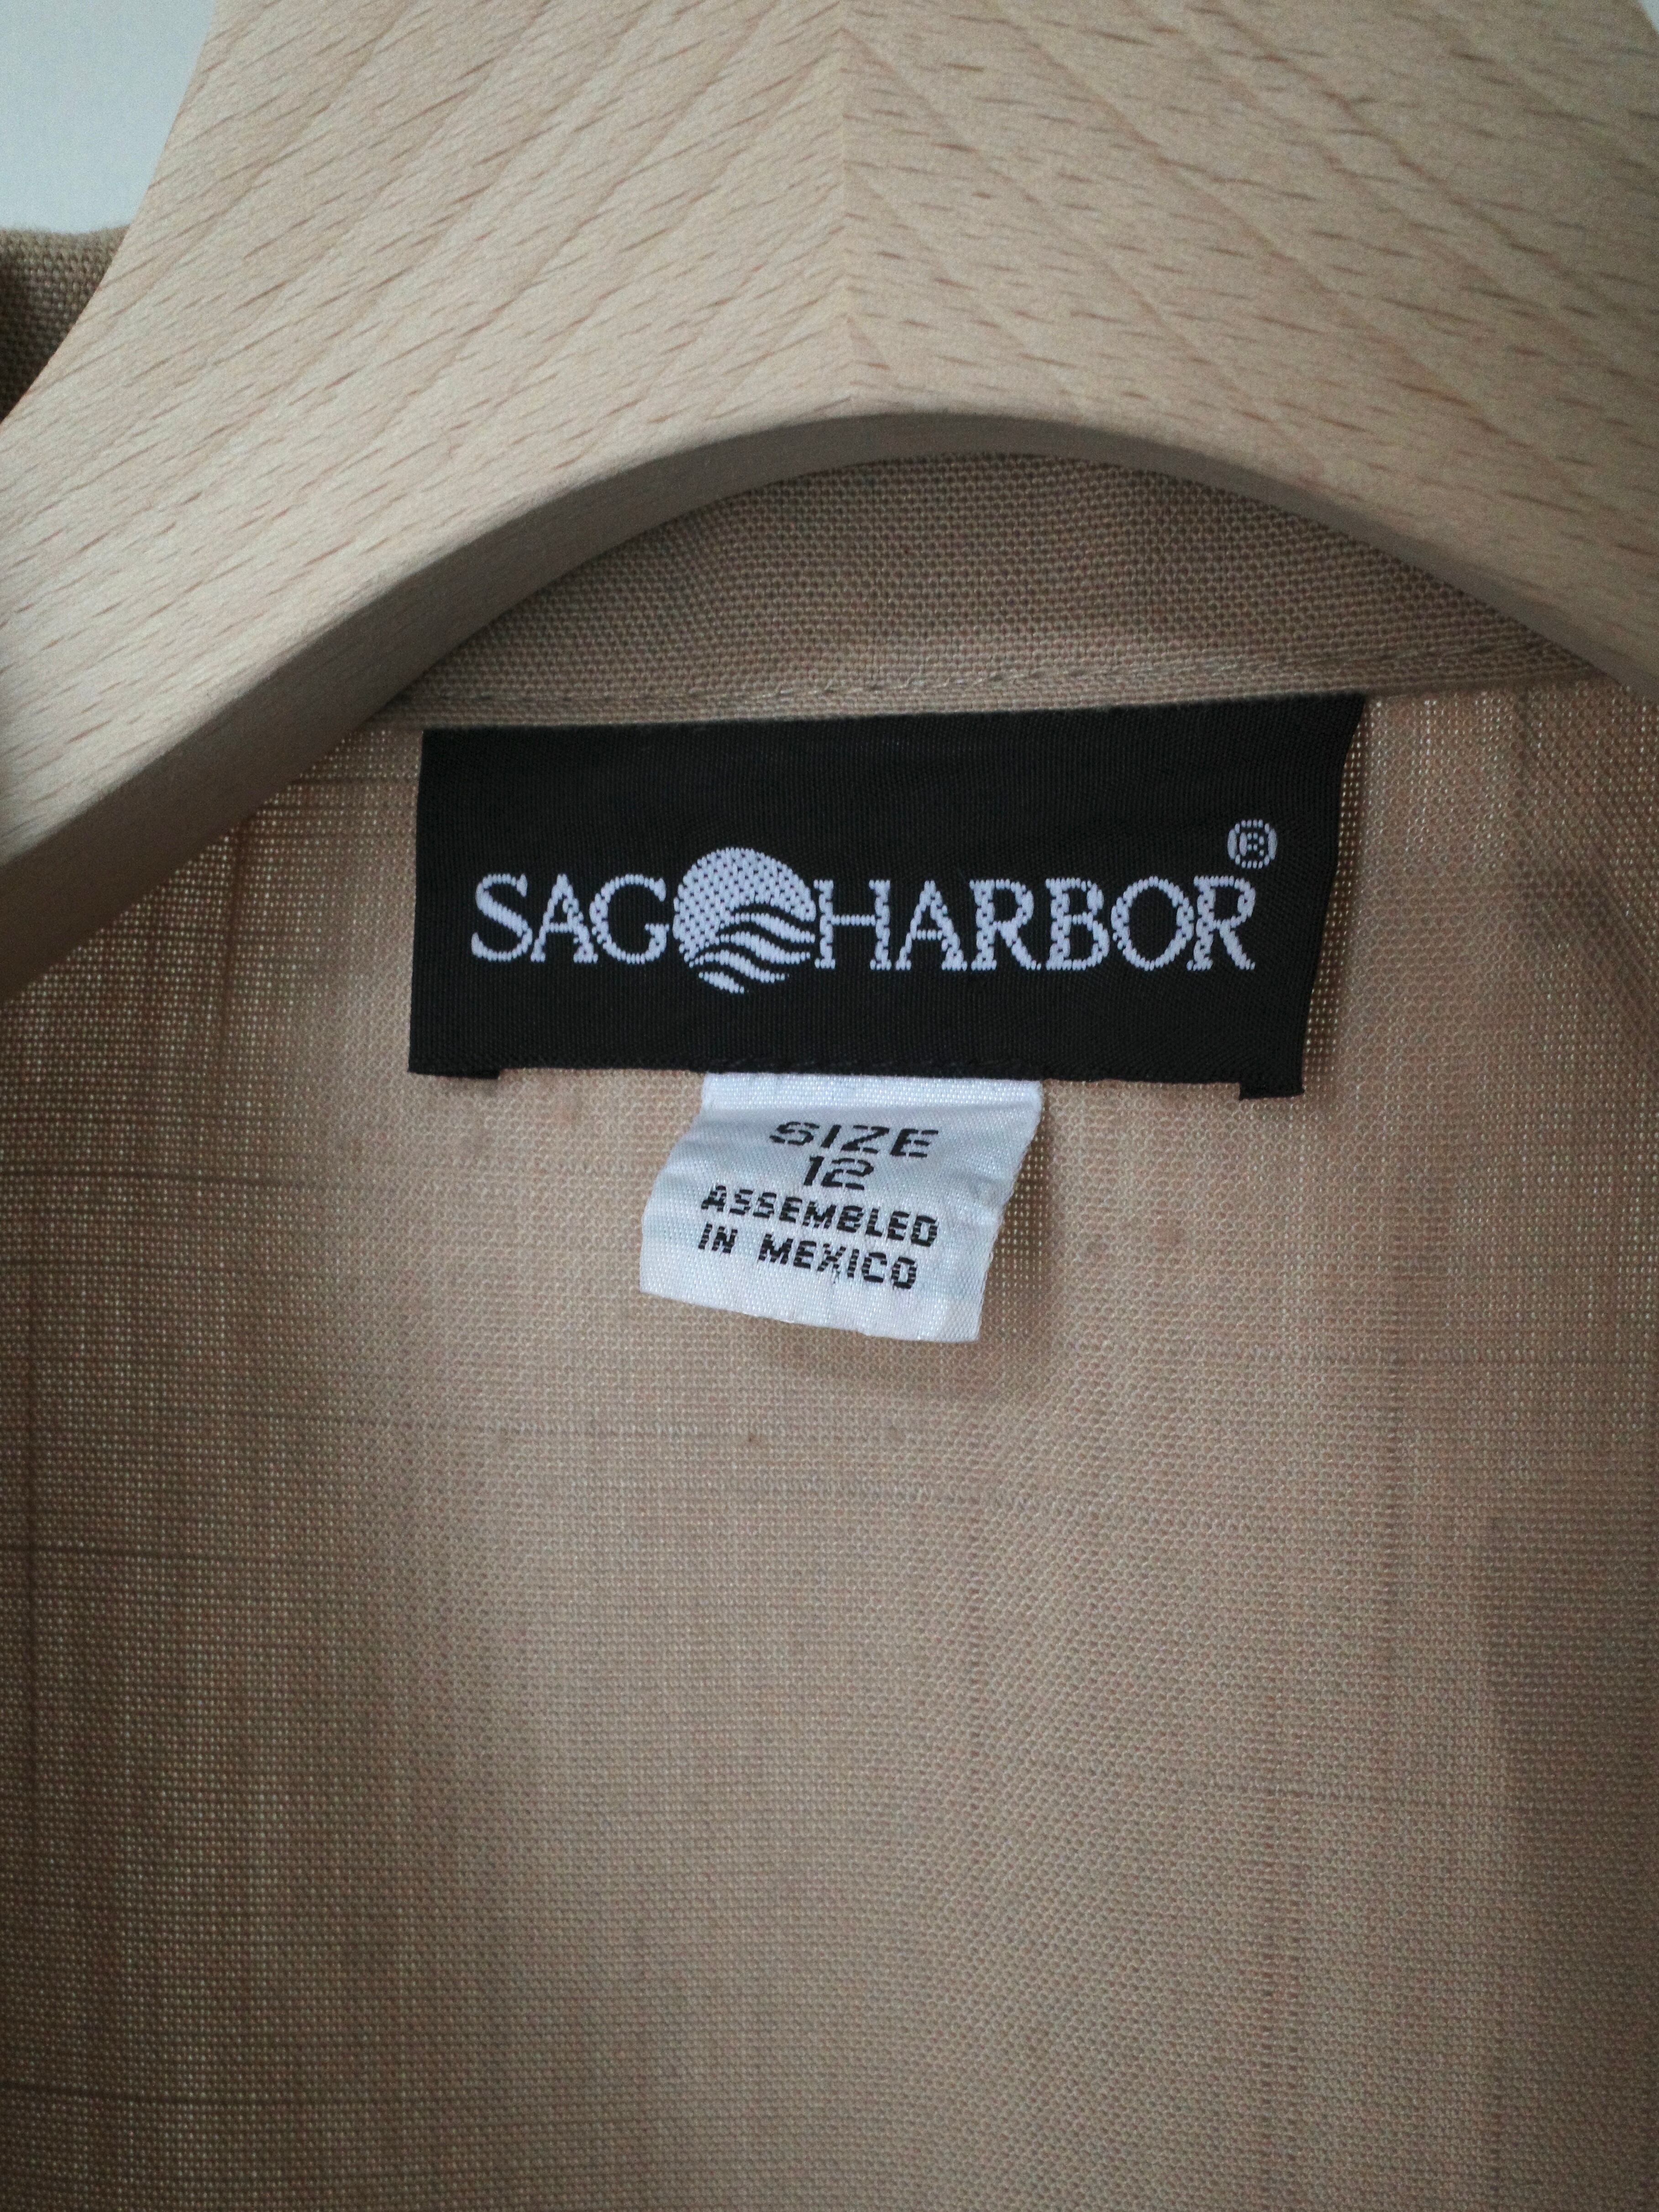 SAG HARBOR®
SIZE
12
ASSEMBLED
IN MEXICO